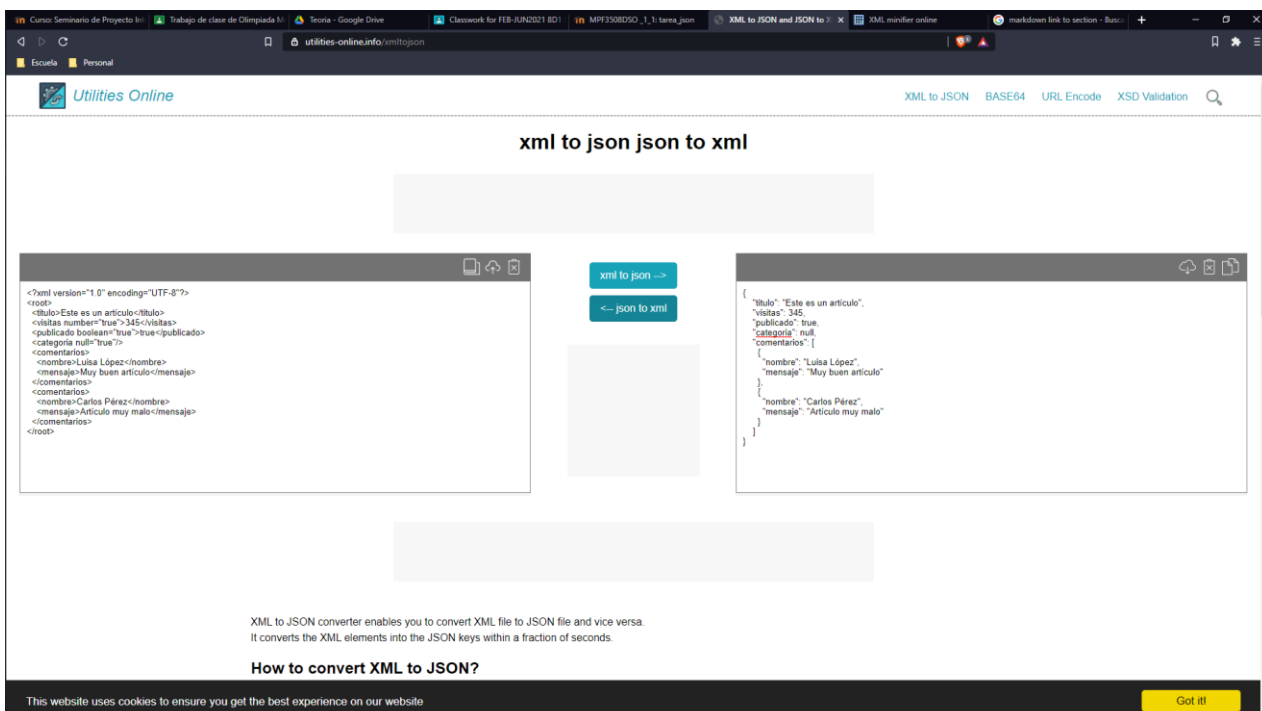 Curso: Seminario de Proyecto Int
Trabajo de clase de Olimpiada M
Teoria - Google Drive
Classwork for FEB-JUN2021 8D1
MPF3508DSO _1_1: tarea_json
XML to JSON and JSON to X
XML minifier online
markdown link to section - Busca
utilities-online.info/xmltojson
Escuela
Personal
Utilities Online
XML to JSON
BASE64
URL Encode
XSD Validation
xml to json json to xml
<?xml version="1.0" encoding="UTF-8"?>
<root>
<titulo>Este es un artículo</titulo>
<visitas number="true">345</visitas>
<publicado boolean="true">true</publicado>
<categoria null="true"/>
<comentarios>
<nombre>Luisa López</nombre>
<mensaje>Muy buen artículo</mensaje>
</comentarios>
<comentarios>
<nombre>Carlos Pérez</nombre>
<mensaje>Artículo muy malo</mensaje>
</comentarios>
</root>
xml to json -->
<-- json to xml
{
"titulo": "Este es un artículo",
"visitas": 345,
"publicado": true,
"categoria": null,
"comentarios": [
{
"nombre": "Luisa López",
"mensaje": "Muy buen artículo"
},
{
"nombre": "Carlos Pérez",
"mensaje": "Artículo muy malo"
}
]
}
XML to JSON converter enables you to convert XML file to JSON file and vice versa.
It converts the XML elements into the JSON keys within a fraction of seconds.
How to convert XML to JSON?
This website uses cookies to ensure you get the best experience on our website
Got it!